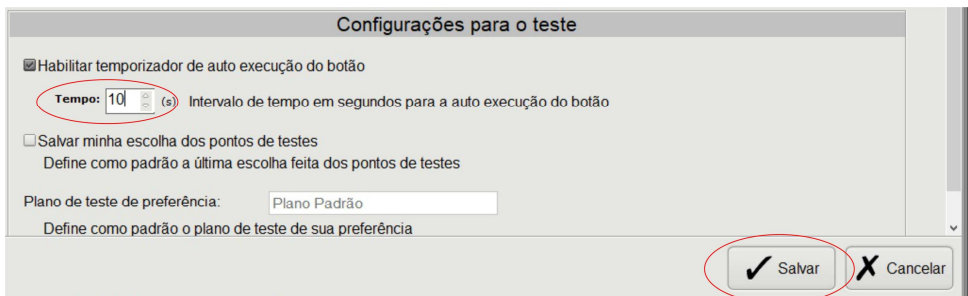 Configurações para o teste
Habilitar temporizador de auto execução do botão
Tempo: 10 (s) Intervalo de tempo em segundos para a auto execução do botão
Salvar minha escolha dos pontos de testes
Define como padrão a última escolha feita dos pontos de testes
Plano de teste de preferência: Plano Padrão
Define como padrão o plano de teste de sua preferência
Salvar Cancelar